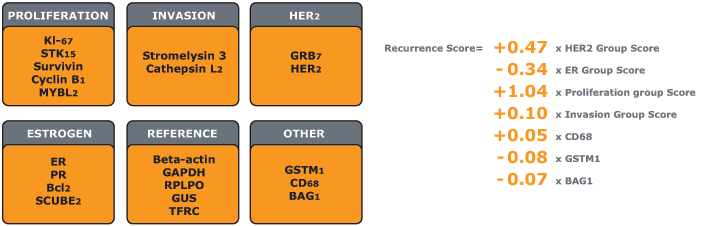 PROLIFERATION
KI-67
STK15
Survivin
Cyclin B1
MYBL2
INVASION
Stromelysin 3
Cathepsin L2
HER2
GRB7
HER2
ESTROGEN
ER
PR
Bcl2
SCUBE2
REFERENCE
Beta-actin
GAPDH
RPLPO
GUS
TFRC
OTHER
GSTM1
CD68
BAG1
Recurrence Score= +0.47 x HER2 Group Score
-0.34 x ER Group Score
+1.04 x Proliferation group Score
+0.10 x Invasion Group Score
+0.05 x CD68
-0.08 x GSTM1
-0.07 x BAG1